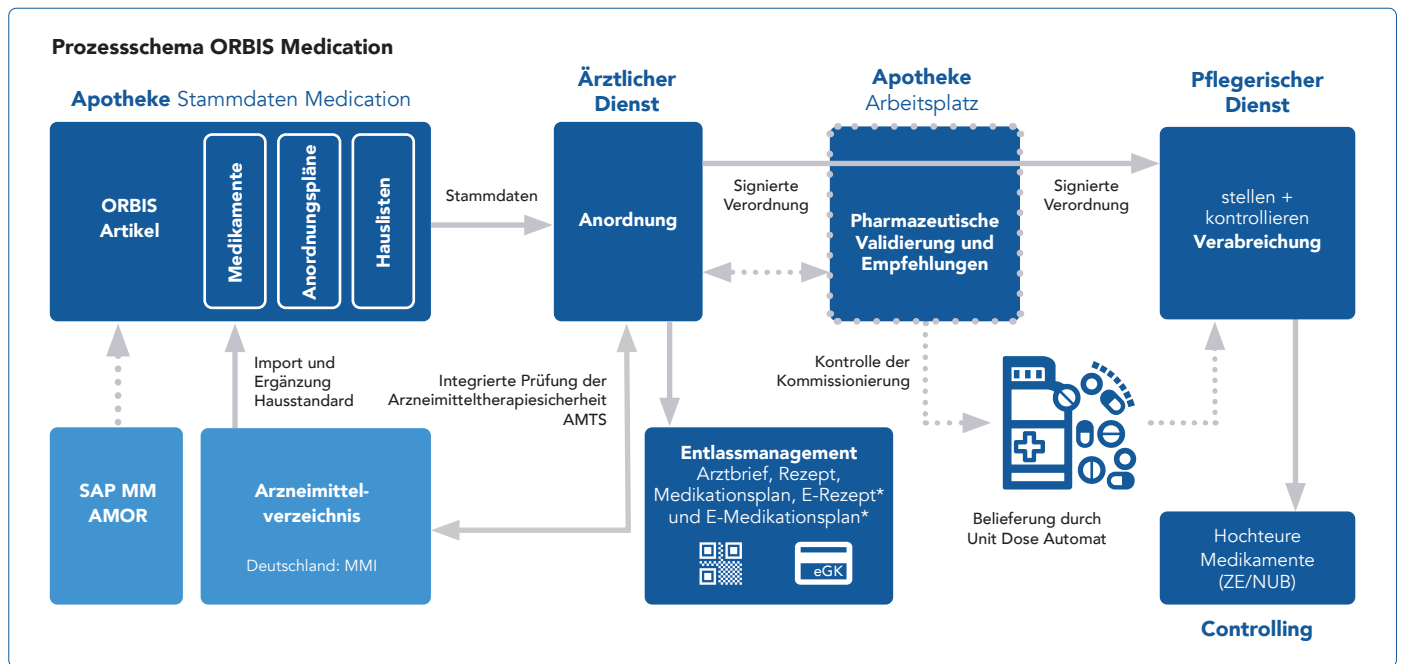 Prozessschema ORBIS Medication
Apotheke Stammdaten Medication
Ärztlicher
Dienst
Apotheke
Arbeitsplatz
Pflegerischer
Dienst
ORBIS
Artikel
Medikamente
Anordnungspläne
Hauslisten
Stammdaten
Anordnung
Signierte
Verordnung
Pharmazeutische
Validierung und
Empfehlungen
Signierte
Verordnung
stellen +
kontrollieren
Verabreichung
Import und
Ergänzung
Hausstandard
Integrierte Prüfung der
Arzneimitteltherapiesicherheit
AMTS
Kontrolle der
Kommissionierung
SAP MM
AMOR
Arzneimittel-
verzeichnis
Deutschland: MMI
Entlassmanagement
Arztbrief, Rezept,
Medikationsplan, E-Rezept*
und E-Medikationsplan*
eGK
Belieferung durch
Unit Dose Automat
Hochteure
Medikamente
(ZE/NUB)
Controlling